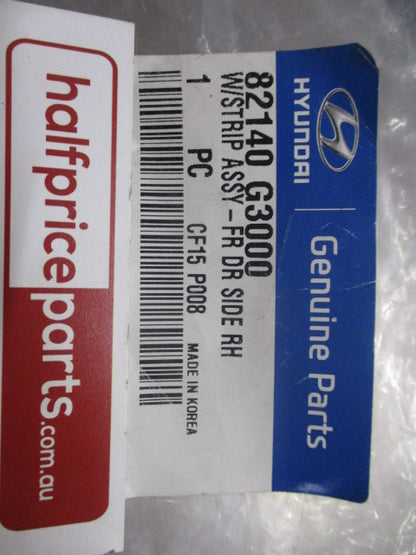 HYUNDAI | Genuine Parts
82140 G3000
W/STRIP ASSY-FR DR SIDE RH
1 PC CF15 P008 MADE IN KOREA
halfpriceparts.com.au